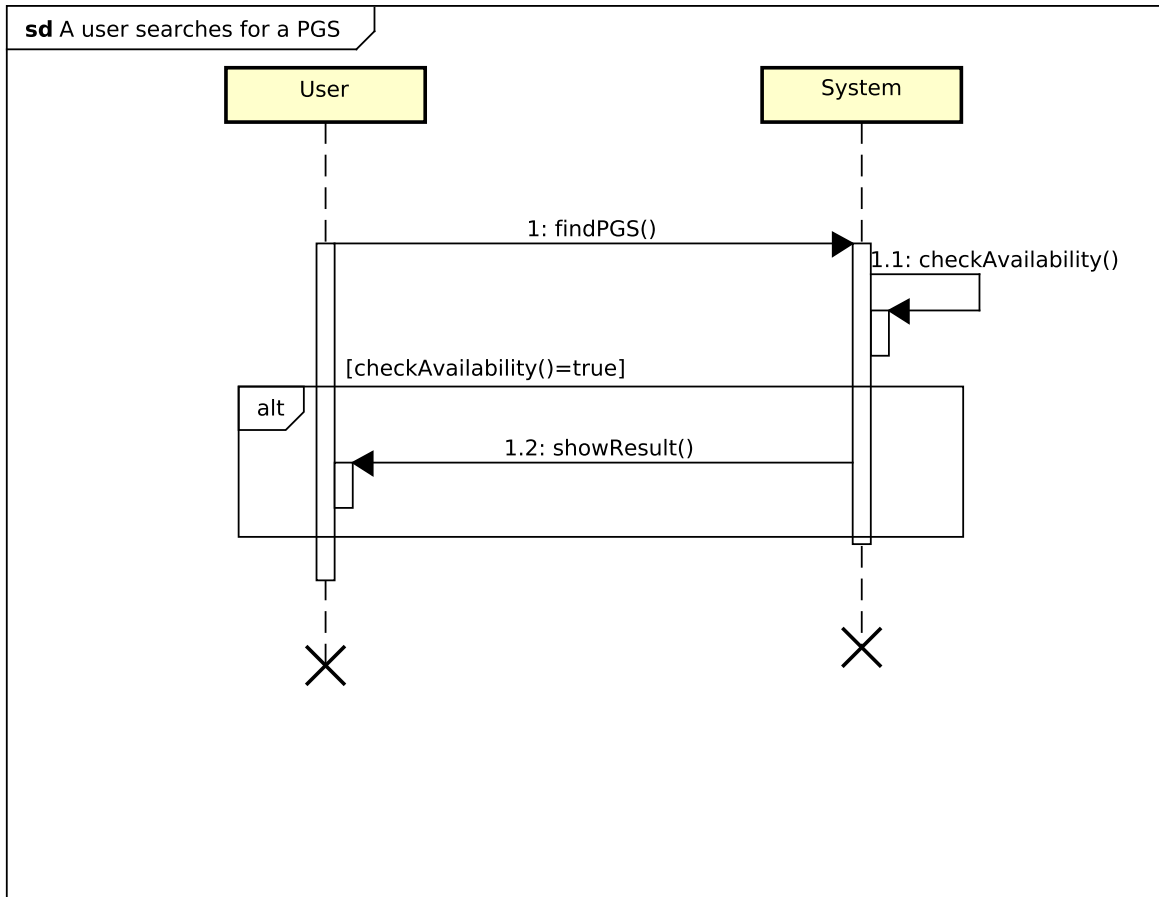 sd A user searches for a PGS
User
System
1: findPGS()
1.1: checkAvailability()
[checkAvailability()=true]
alt
1.2: showResult()